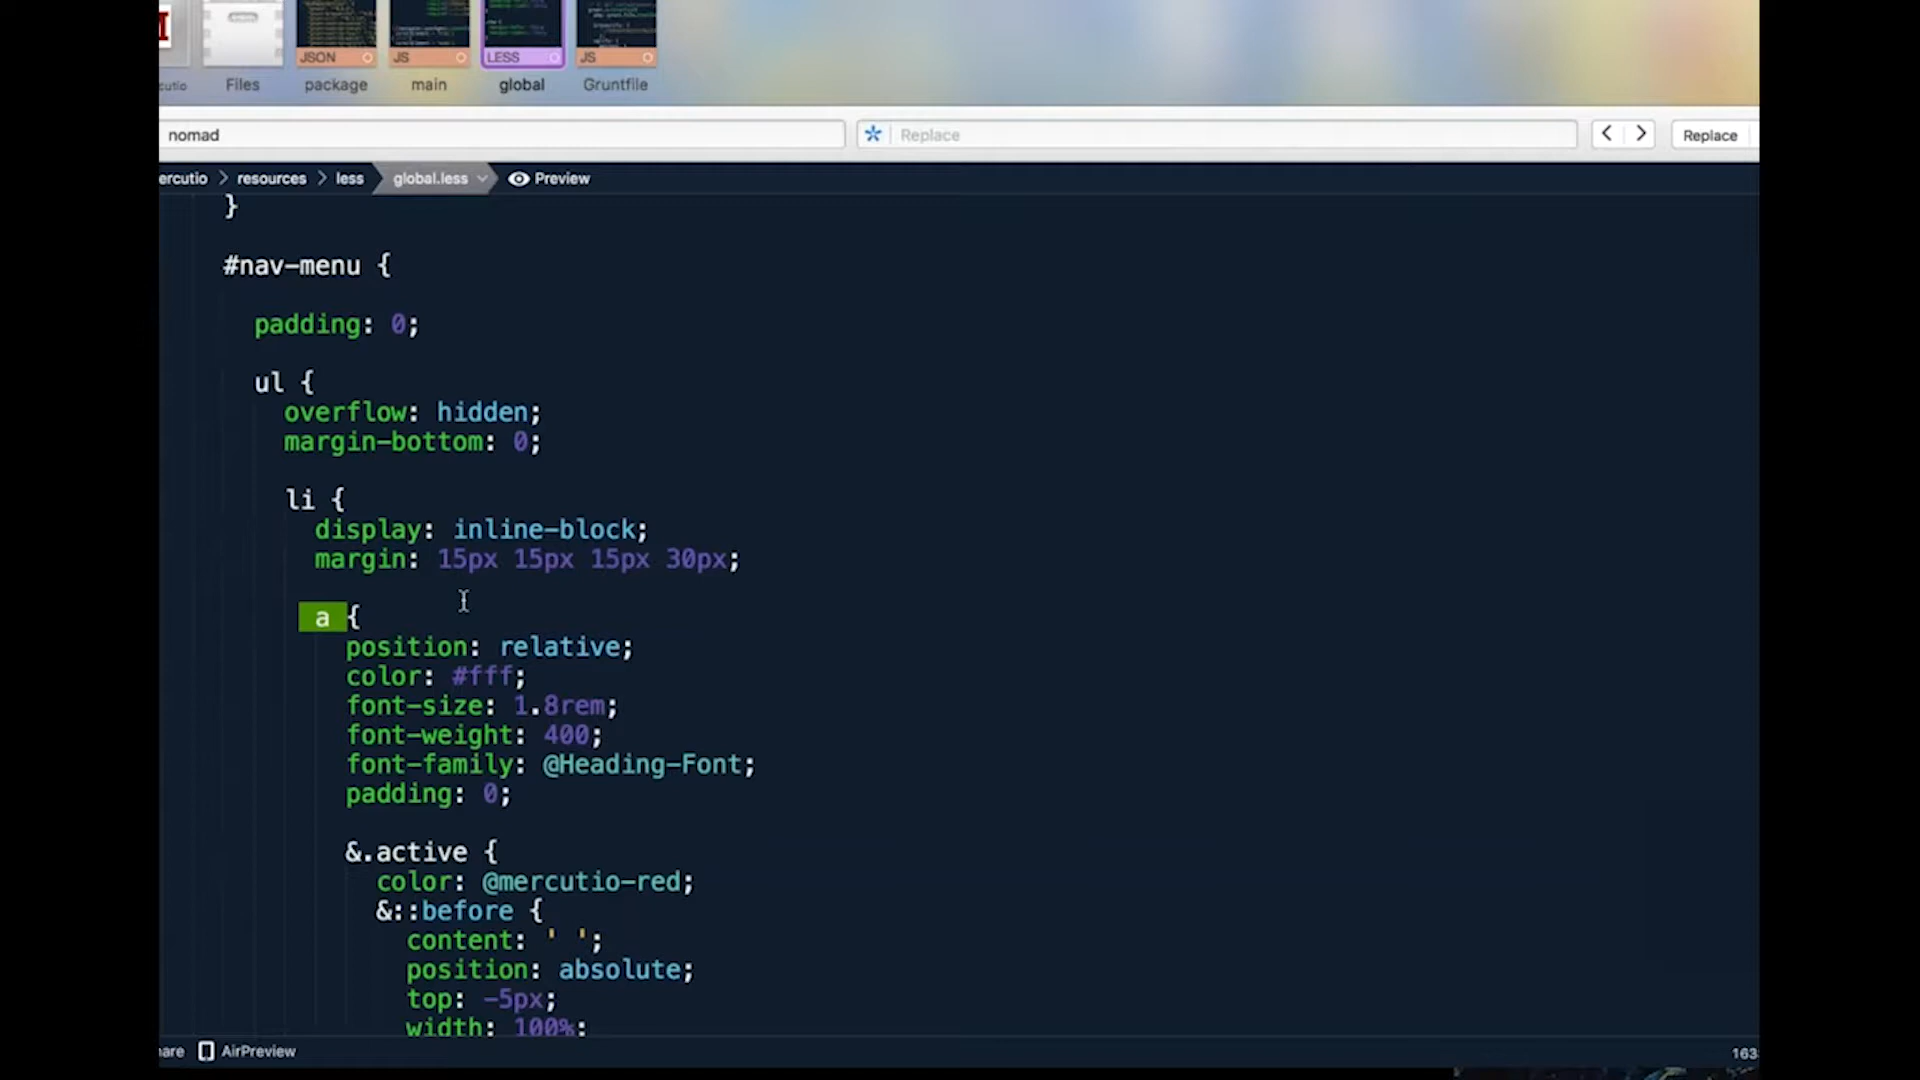 JSON
JS
LESS
JS
cutio
Files
package
main
global
Gruntfile
nomad
Replace
Replace
ercutio
resources
less
global.less
Preview
}
#nav-menu {
padding: 0;
ul {
overflow: hidden;
margin-bottom: 0;
li {
display: inline-block;
margin: 15px 15px 15px 30px;
a {
position: relative;
color: #fff;
font-size: 1.8rem;
font-weight: 400;
font-family: @Heading-Font;
padding: 0;
&.active {
color: @mercutio-red;
&::before {
content: ' ';
position: absolute;
top: -5px;
width: 100%;
hare
AirPreview
163